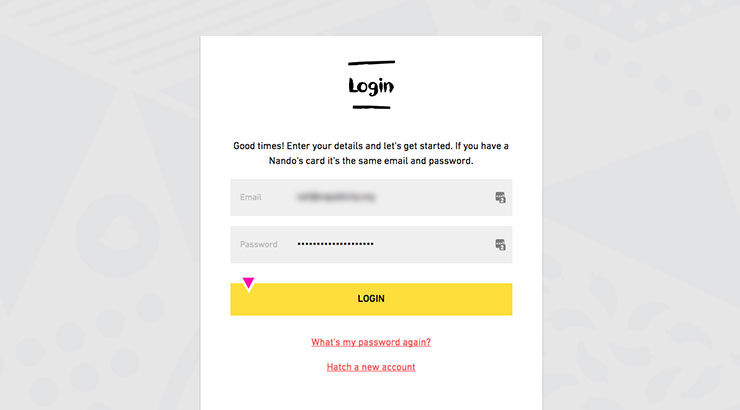 Login
Good times! Enter your details and let's get started. If you have a
Nando's card it's the same email and password.
Email
Password
LOGIN
What's my password again?
Hatch a new account